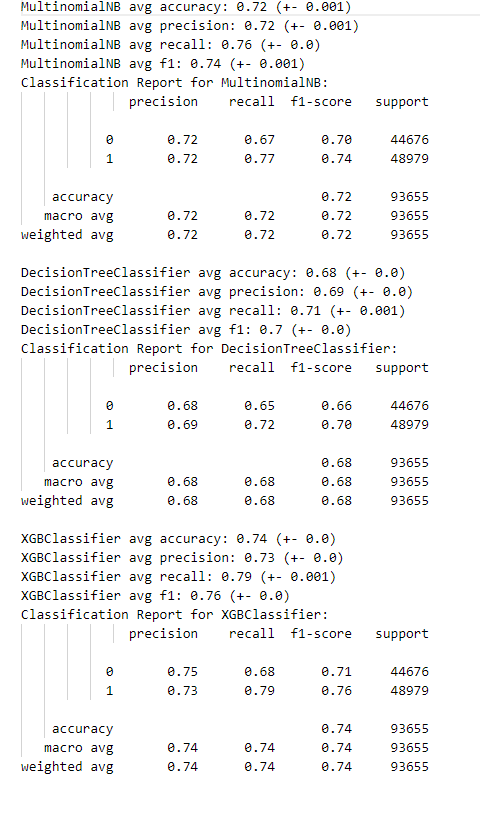 MultinomialNB avg accuracy: 0.72 (+- 0.001)
MultinomialNB avg precision: 0.72 (+- 0.001)
MultinomialNB avg recall: 0.76 (+- 0.0)
MultinomialNB avg f1: 0.74 (+- 0.001)
Classification Report for MultinomialNB:
precision recall f1-score support
0 0.72 0.67 0.70 44676
1 0.72 0.77 0.74 48979
accuracy 0.72 93655
macro avg 0.72 0.72 0.72 93655
weighted avg 0.72 0.72 0.72 93655
DecisionTreeClassifier avg accuracy: 0.68 (+- 0.0)
DecisionTreeClassifier avg precision: 0.69 (+- 0.0)
DecisionTreeClassifier avg recall: 0.71 (+- 0.001)
DecisionTreeClassifier avg f1: 0.7 (+- 0.0)
Classification Report for DecisionTreeClassifier:
precision recall f1-score support
0 0.68 0.65 0.66 44676
1 0.69 0.72 0.70 48979
accuracy 0.68 93655
macro avg 0.68 0.68 0.68 93655
weighted avg 0.68 0.68 0.68 93655
XGBClassifier avg accuracy: 0.74 (+- 0.0)
XGBClassifier avg precision: 0.73 (+- 0.0)
XGBClassifier avg recall: 0.79 (+- 0.001)
XGBClassifier avg f1: 0.76 (+- 0.0)
Classification Report for XGBClassifier:
precision recall f1-score support
0 0.75 0.68 0.71 44676
1 0.73 0.79 0.76 48979
accuracy 0.74 93655
macro avg 0.74 0.74 0.74 93655
weighted avg 0.74 0.74 0.74 93655